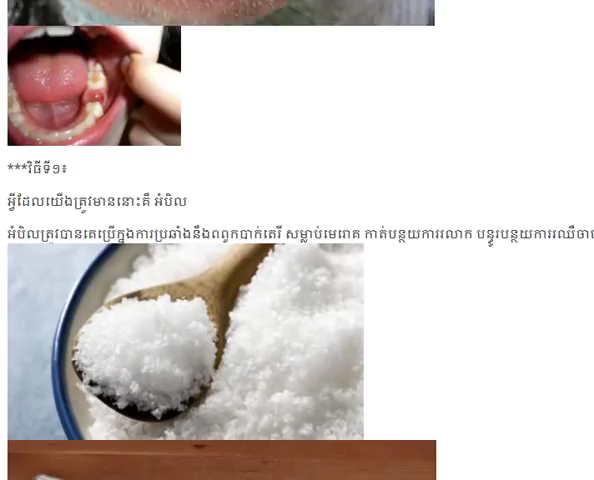 ***វិធីទី១៖
អ្វីដែលយើងត្រូវមាននោះគឺ អំបិល
អំបិលត្រូវបានគេប្រើក្នុងការប្រឆាំងនឹងពពួកបាក់តេរី សម្លាប់មេរោគ កាត់បន្ថយការរលាក បន្ធូរបន្ថយការឈឺចាប